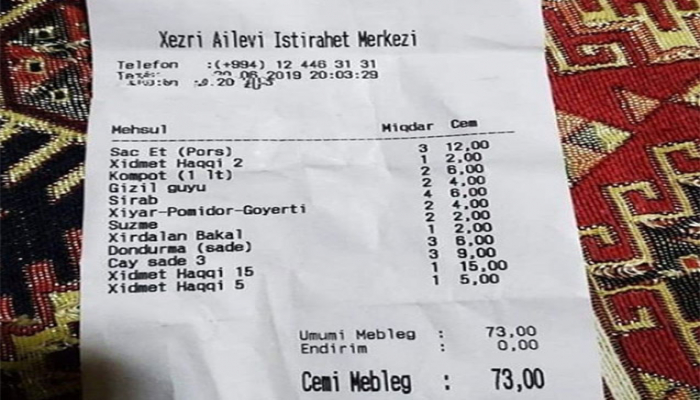 Xezri Ailevi Istirahet Merkezi
Telefon :(+994) 12 446 31 31
06 2019 20:03:29
Mehsul Miqdar Cem
Sac Et (Pors) 3 12,00
Xidmet Haqqi 2 1 2,00
Kompot (1 lt) 2 6,00
Gizil guyu 2 4,00
Sirab 4 6,00
Xiyar-Pomidor-Goyerti 2 4,00
Suzme 2 2,00
Xirdalan Bakal 1 2,00
Dondurma (sade) 3 6,00
Cay sade 3 3 9,00
Xidmet Haqqi 15 1 15,00
Xidmet Haqqi 5 1 5,00
Umumi Mebleg : 73,00
Endirim : 0,00
Cemi Mebleg : 73,00